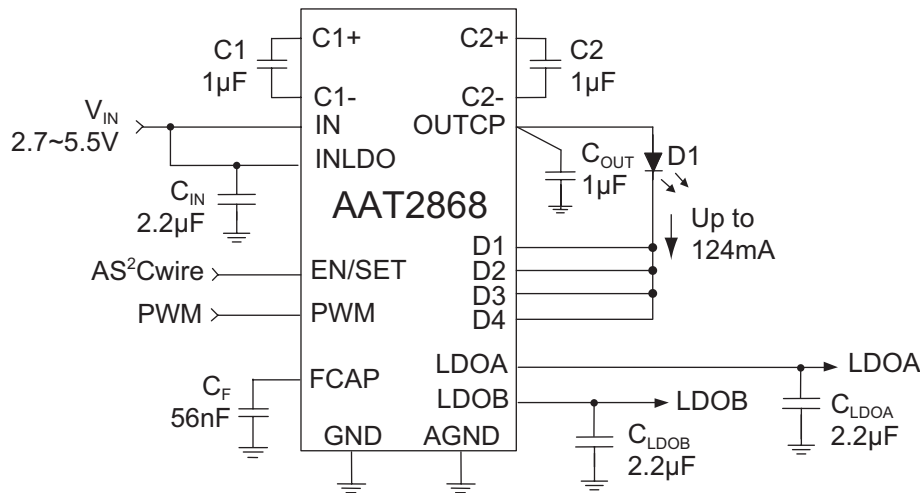 C1
1µF
C1+
C1-
C2+
C2-
C2
1µF
V_IN
2.7~5.5V
IN
INLDO
OUTCP
C_IN
2.2µF
AAT2868
C_OUT
1µF
D1
Up to
124mA
AS²Cwire
EN/SET
PWM
PWM
D1
D2
D3
D4
C_F
56nF
FCAP
LDOA
LDOB
LDOA
LDOB
C_LDOA
2.2µF
C_LDOB
2.2µF
GND
AGND